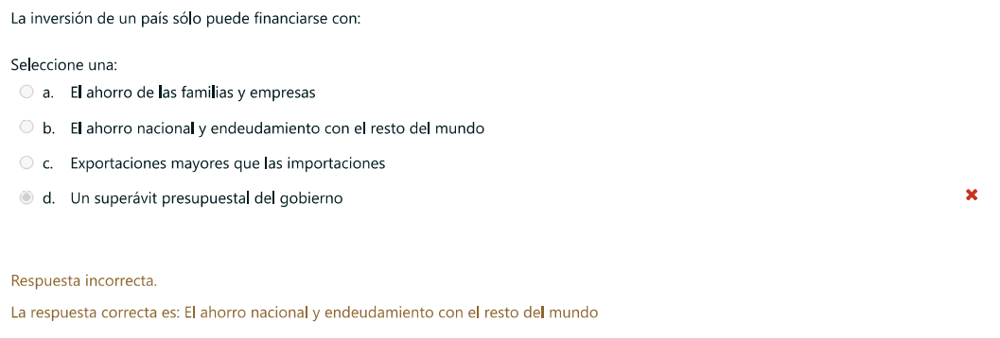 La inversión de un país sólo puede financiarse con:
Seleccione una:
a. El ahorro de las familias y empresas
b. El ahorro nacional y endeudamiento con el resto del mundo
c. Exportaciones mayores que las importaciones
d. Un superávit presupuestal del gobierno
Respuesta incorrecta.
La respuesta correcta es: El ahorro nacional y endeudamiento con el resto del mundo